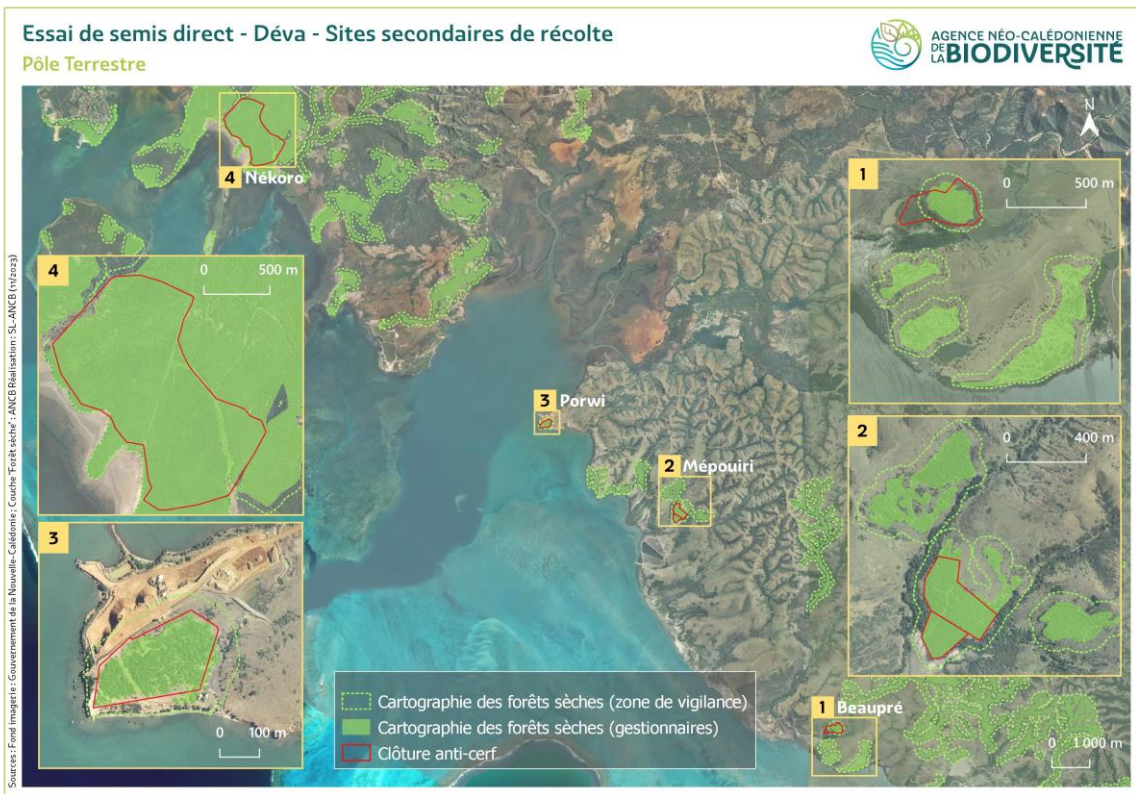 Essai de semis direct - Déva - Sites secondaires de récolte
Pôle Terrestre
AGENCE NÉO-CALÉDONIENNE
DE LA BIODIVERSITÉ
N
4 Nékoro
3 Porwi
2 Mépouiri
1 Beaupré
0 1 000 m
4
0 500 m
3
0 100 m
1
0 500 m
2
0 400 m
Cartographie des forêts sèches (zone de vigilance)
Cartographie des forêts sèches (gestionnaires)
Clôture anti-cerf
Sources : Fond imagerie : Gouvernement de la Nouvelle-Calédonie ; Couche "Forêt sèche" : ANCB Réalisation : SL-ANCB (11/2023)